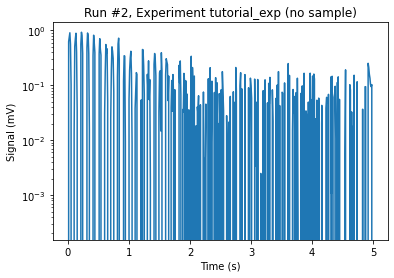 Run #2, Experiment tutorial_exp (no sample)
10⁰
10⁻¹
10⁻²
10⁻³
Signal (mV)
0 1 2 3 4 5
Time (s)